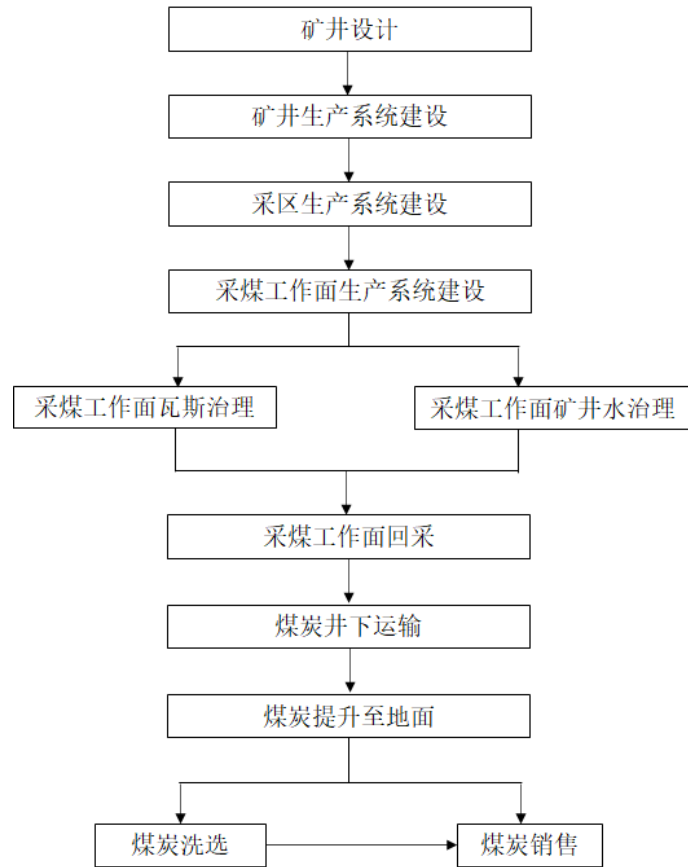 矿井设计
矿井生产系统建设
采区生产系统建设
采煤工作面生产系统建设
采煤工作面瓦斯治理
采煤工作面矿井水治理
采煤工作面回采
煤炭井下运输
煤炭提升至地面
煤炭洗选
煤炭销售